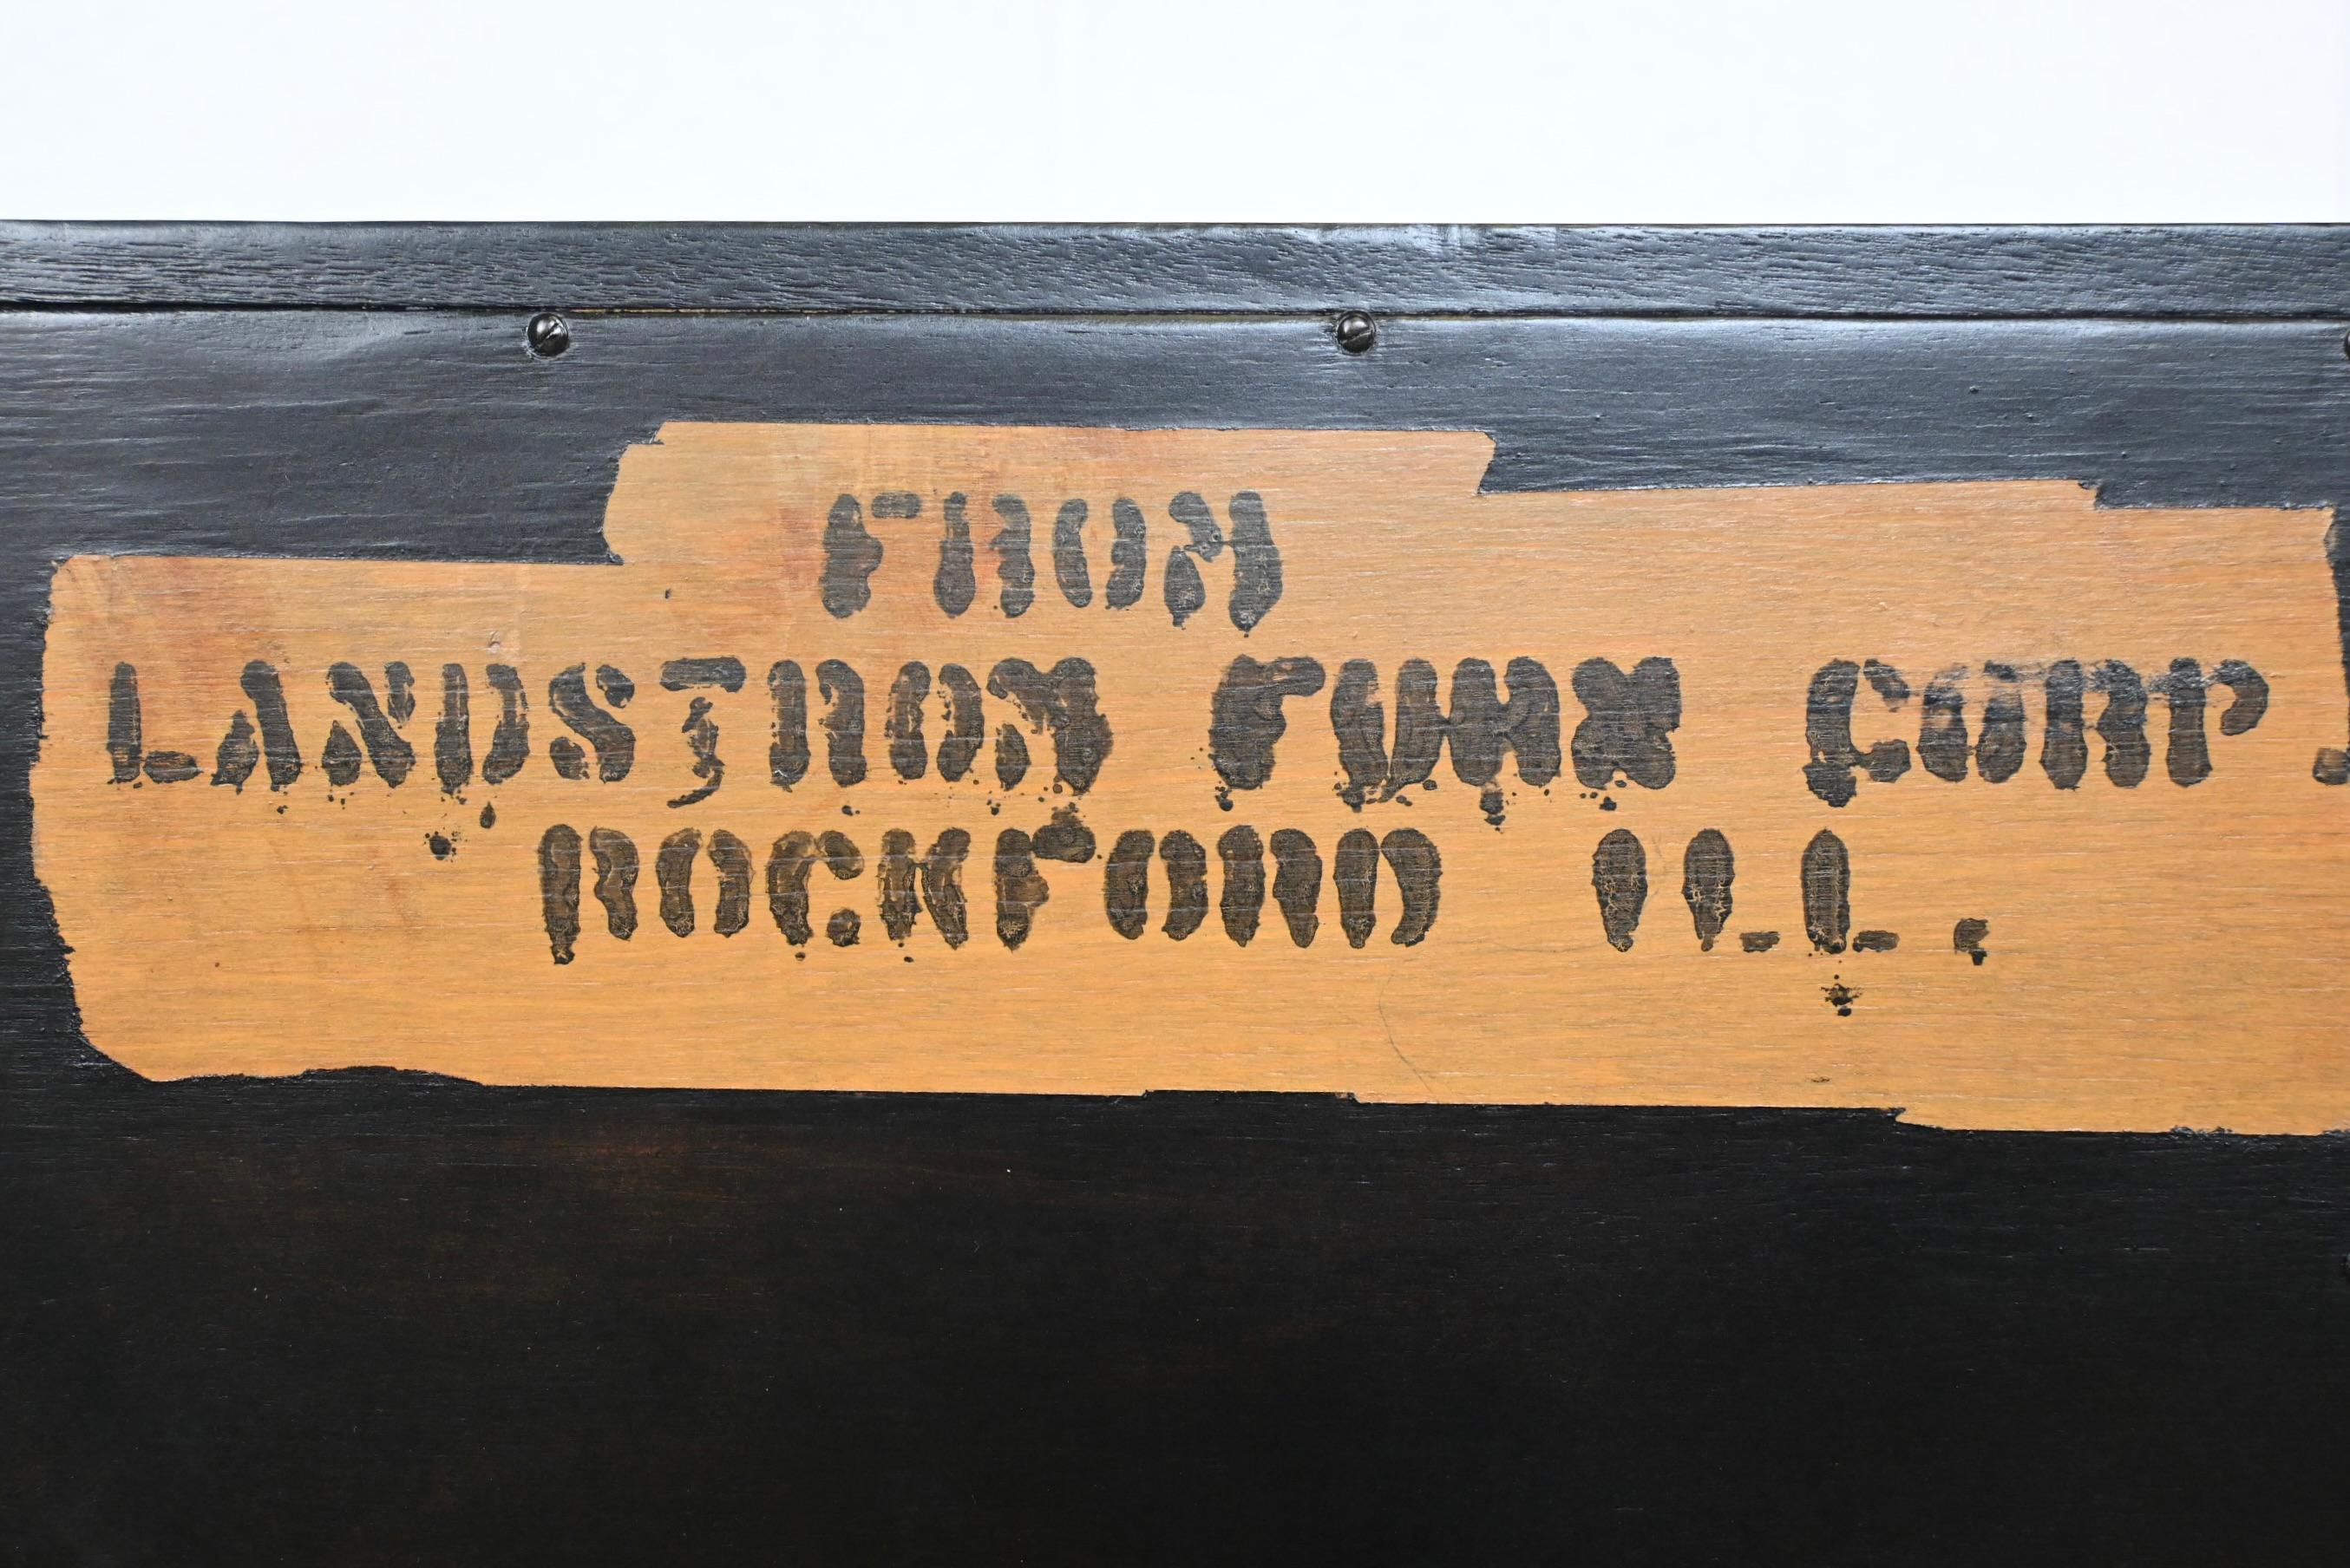 FROM
LANDSTROM FURN CORP.
ROCKFORD ILL.